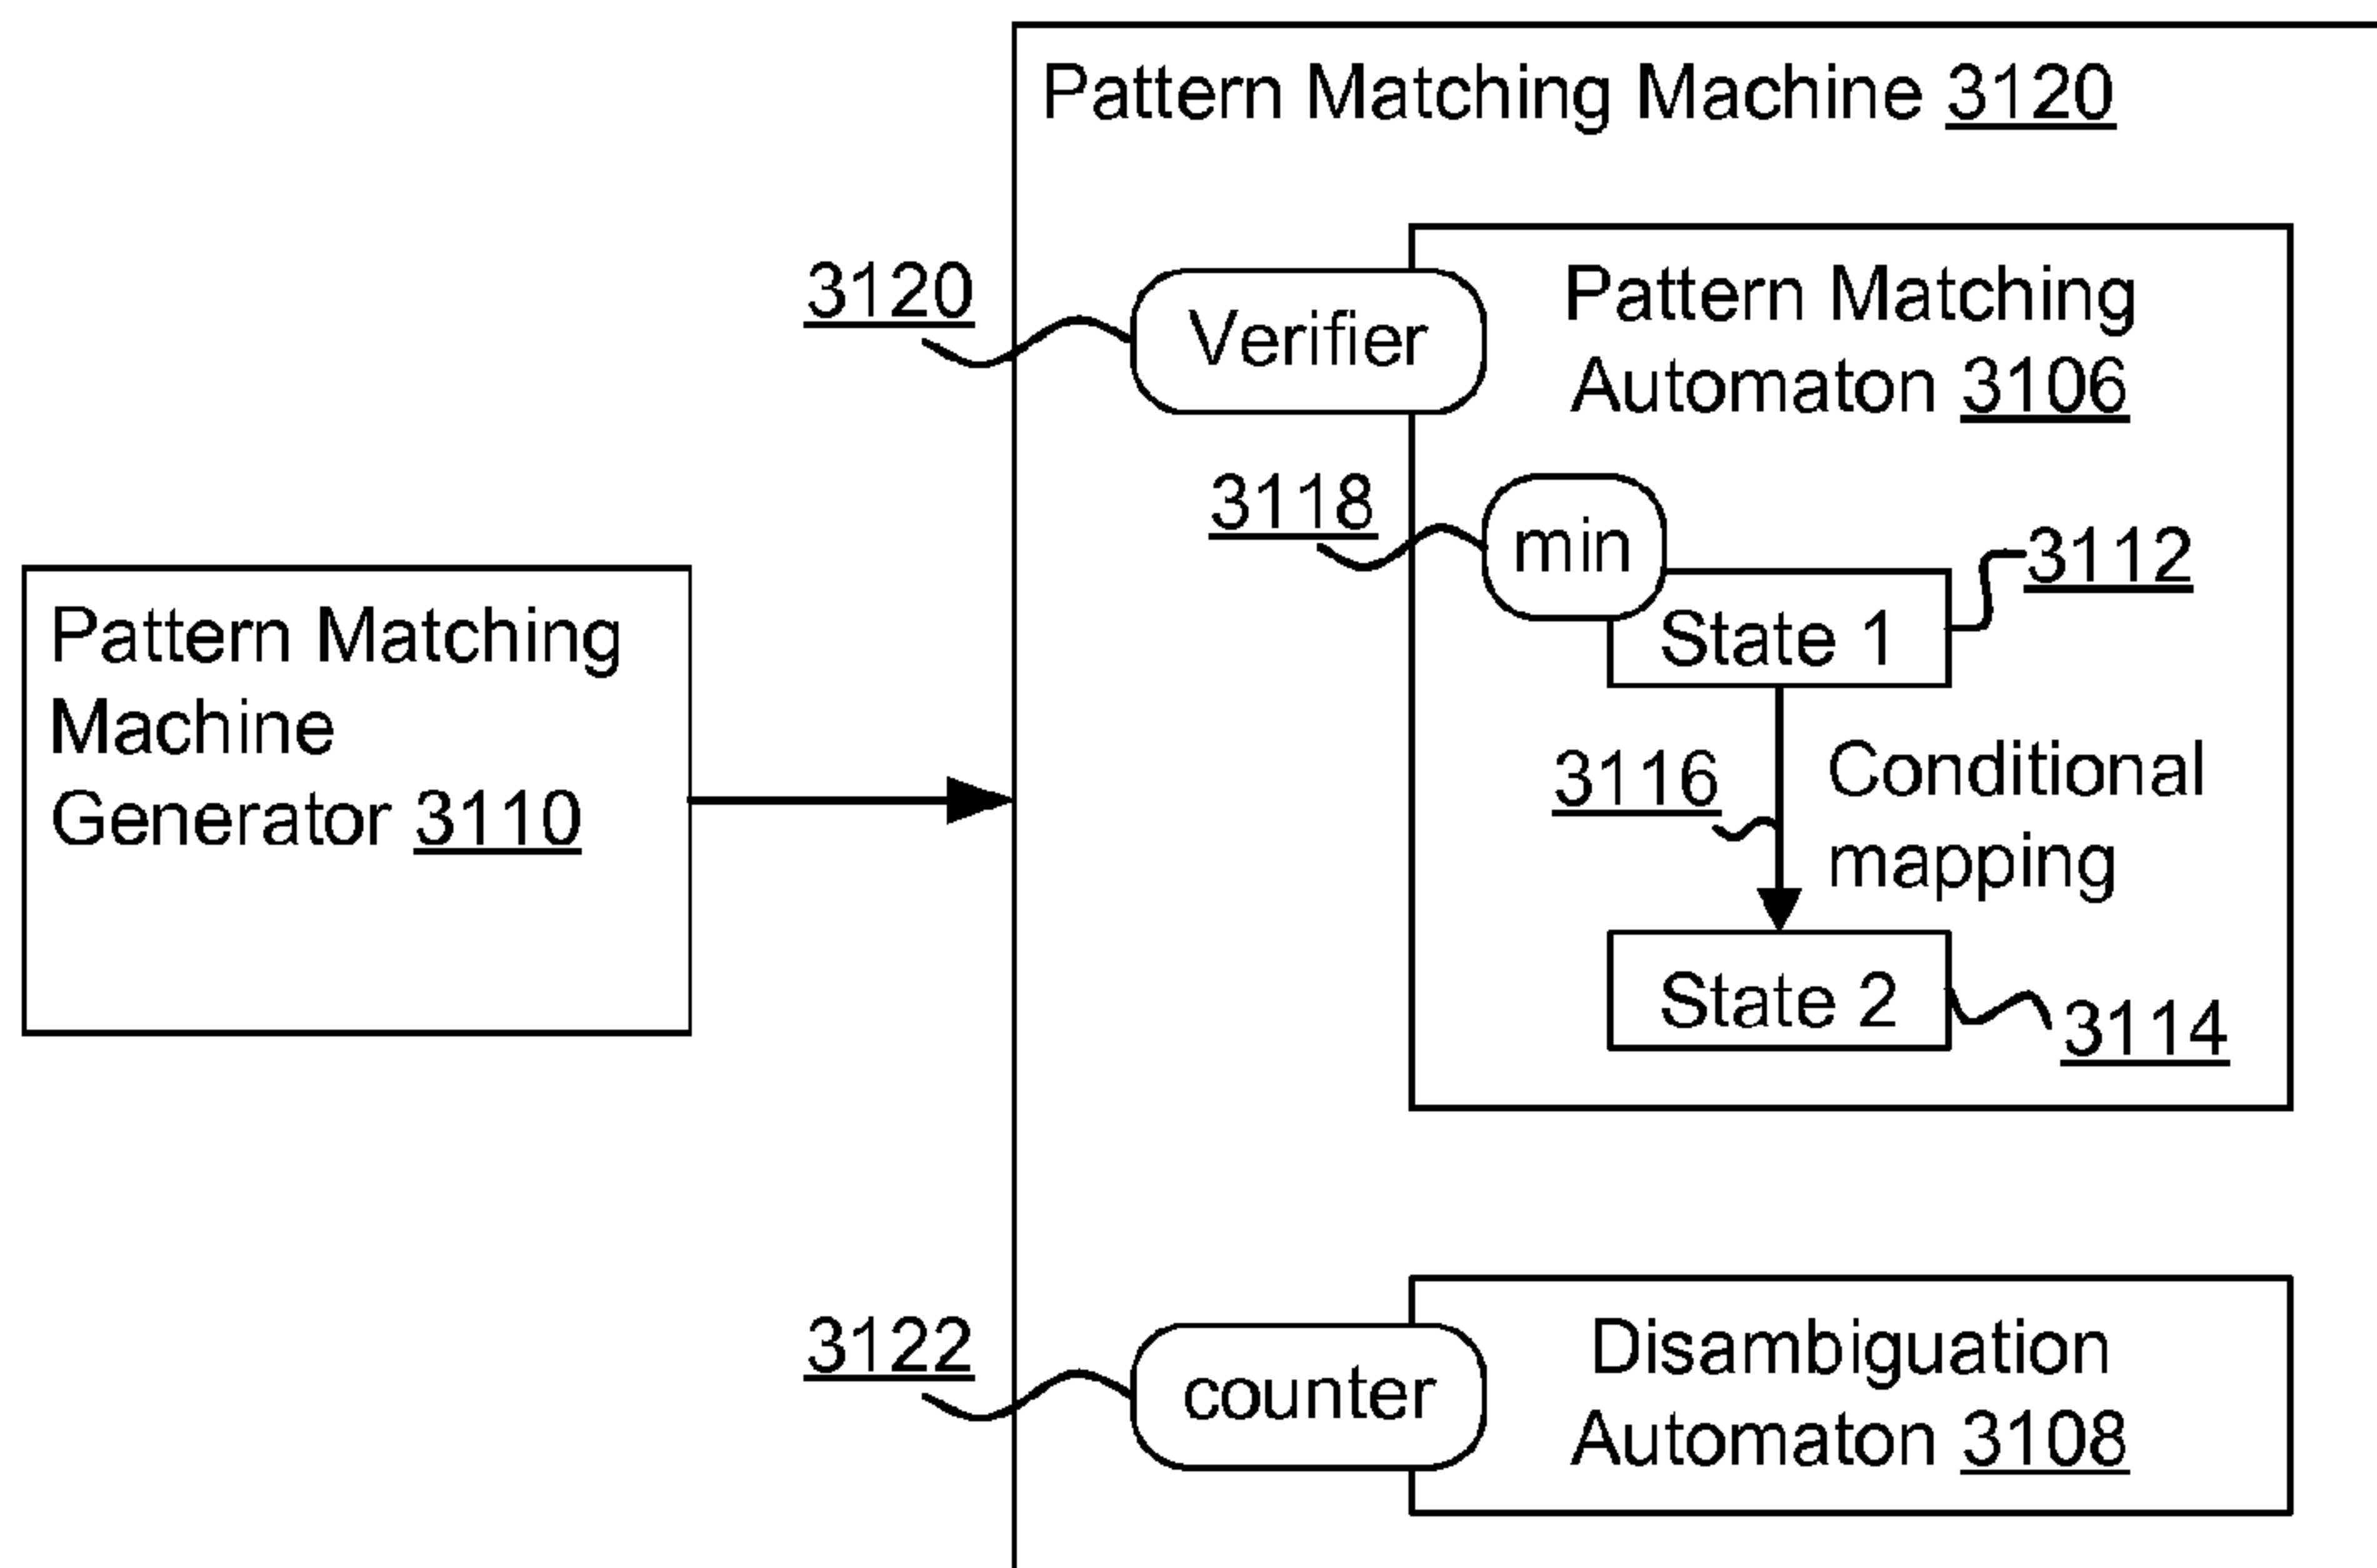 Pattern Matching Machine 3120
3120
Verifier
Pattern Matching
Automaton 3106
3118
min
3112
State 1
Pattern Matching
Machine
Generator 3110
3116
Conditional
mapping
State 2
3114
3122
counter
Disambiguation
Automaton 3108